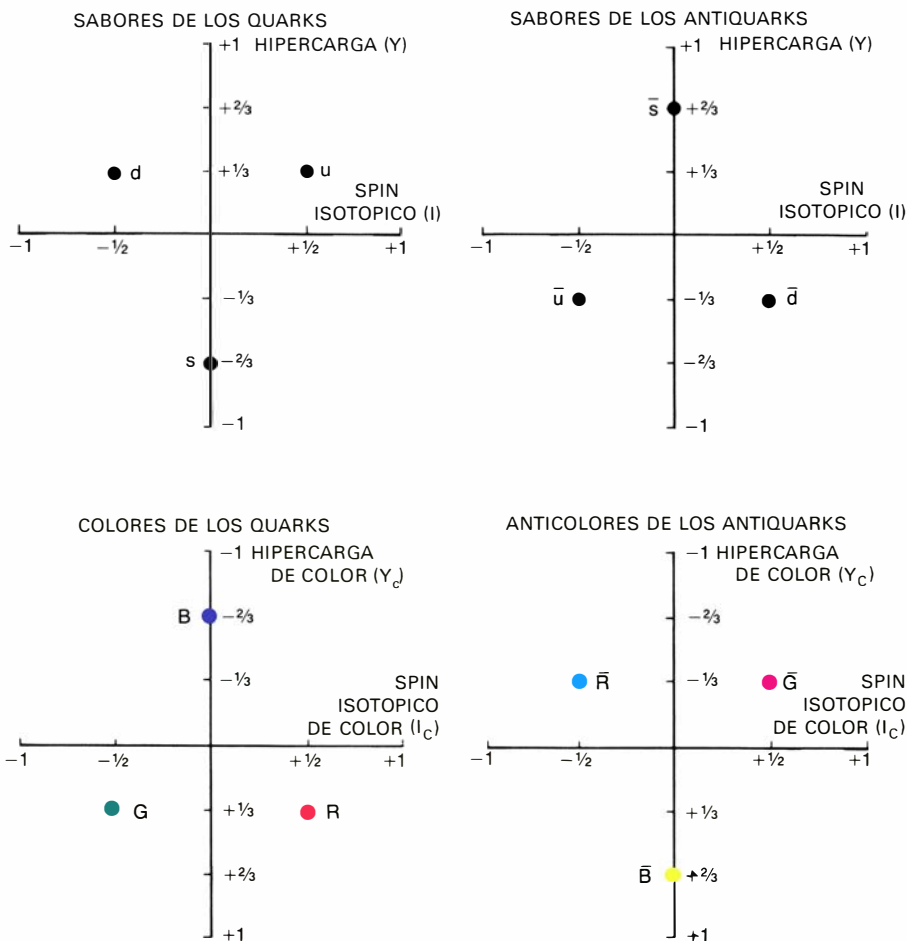 SABORES DE LOS QUARKS
+1 HIPERCARGA (Y)
+⅔
d
+⅓
u
SPIN
ISOTOPICO (I)
−1
−½
+½
+1
−⅓
s
−⅔
−1
SABORES DE LOS ANTIQUARKS
+1 HIPERCARGA (Y)
s̅
+⅔
+⅓
SPIN
ISOTOPICO (I)
−1
−½
+½
+1
u̅
−⅓
d̅
−⅔
−1
COLORES DE LOS QUARKS
−1 HIPERCARGA
DE COLOR (Y_c)
B
−⅔
−⅓
SPIN
ISOTOPICO
DE COLOR (I_C)
−1
−½
+½
+1
G
+⅓
R
+⅔
+1
ANTICOLORES DE LOS ANTIQUARKS
−1 HIPERCARGA
DE COLOR (Y_C)
−⅔
R̅
−⅓
G̅
SPIN
ISOTOPICO
DE COLOR (I_C)
−1
−½
+½
+1
+⅓
B̅
+⅔
+1